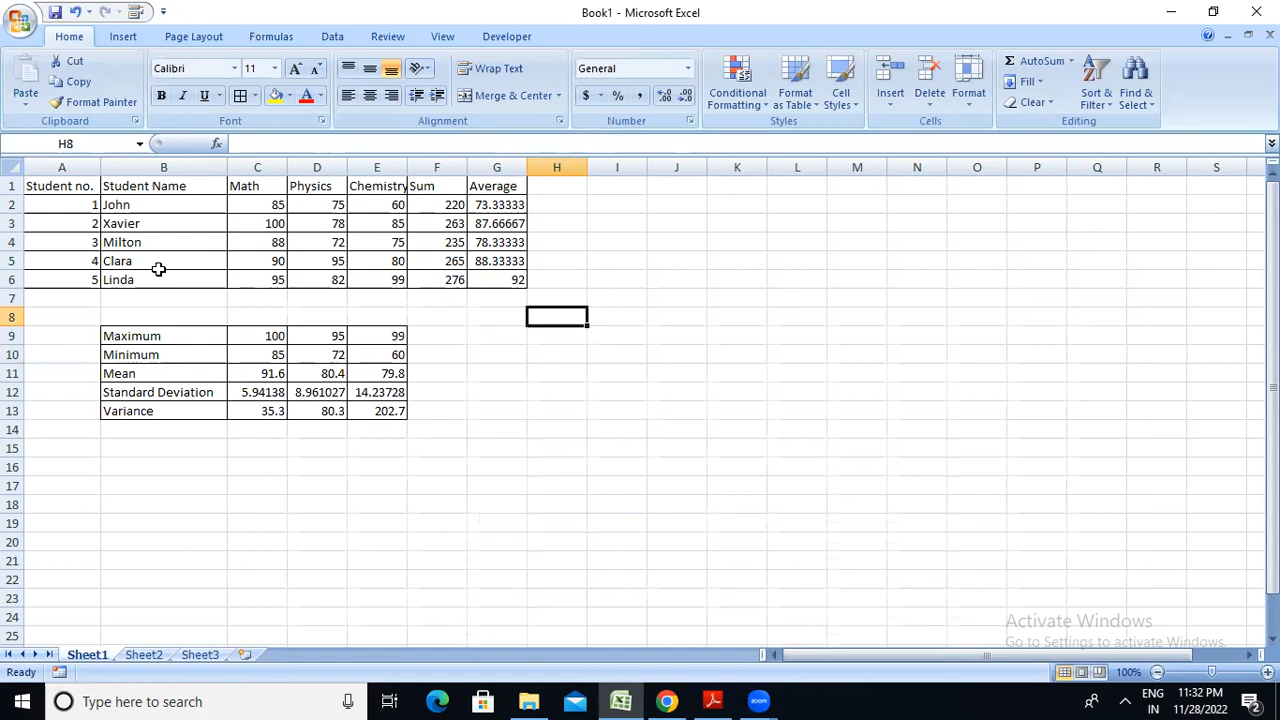 Book1 - Microsoft Excel
Home Insert Page Layout Formulas Data Review View Developer
Paste Cut Copy Format Painter Clipboard
Calibri 11 B I U Font
Wrap Text Merge & Center Alignment
General $ % , Number
Conditional Formatting Format as Table Cell Styles Styles
Insert Delete Format Cells
Σ AutoSum Fill Clear Sort & Filter Find & Select Editing
H8 fx
A B C D E F G H I J K L M N O P Q R S
1 Student no. Student Name Math Physics Chemistry Sum Average
2 1 John 85 75 60 220 73.33333
3 2 Xavier 100 78 85 263 87.66667
4 3 Milton 88 72 75 235 78.33333
5 4 Clara 90 95 80 265 88.33333
6 5 Linda 95 82 99 276 92
7
8
9 Maximum 100 95 99
10 Minimum 85 72 60
11 Mean 91.6 80.4 79.8
12 Standard Deviation 5.94138 8.961027 14.23728
13 Variance 35.3 80.3 202.7
14
15
16
17
18
19
20
21
22
23
24
25
Activate Windows
Go to Settings to activate Windows.
Sheet1 Sheet2 Sheet3
Ready 100%
Type here to search
ENG IN
11:32 PM
11/28/2022
2